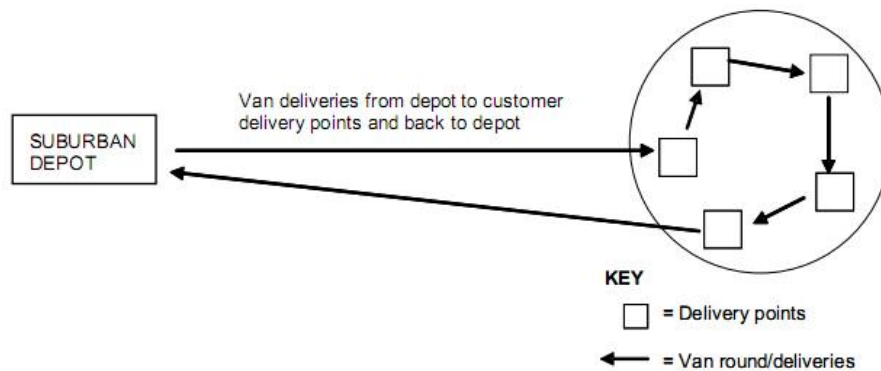 Van deliveries from depot to customer
delivery points and back to depot
SUBURBAN
DEPOT
KEY
= Delivery points
= Van round/deliveries